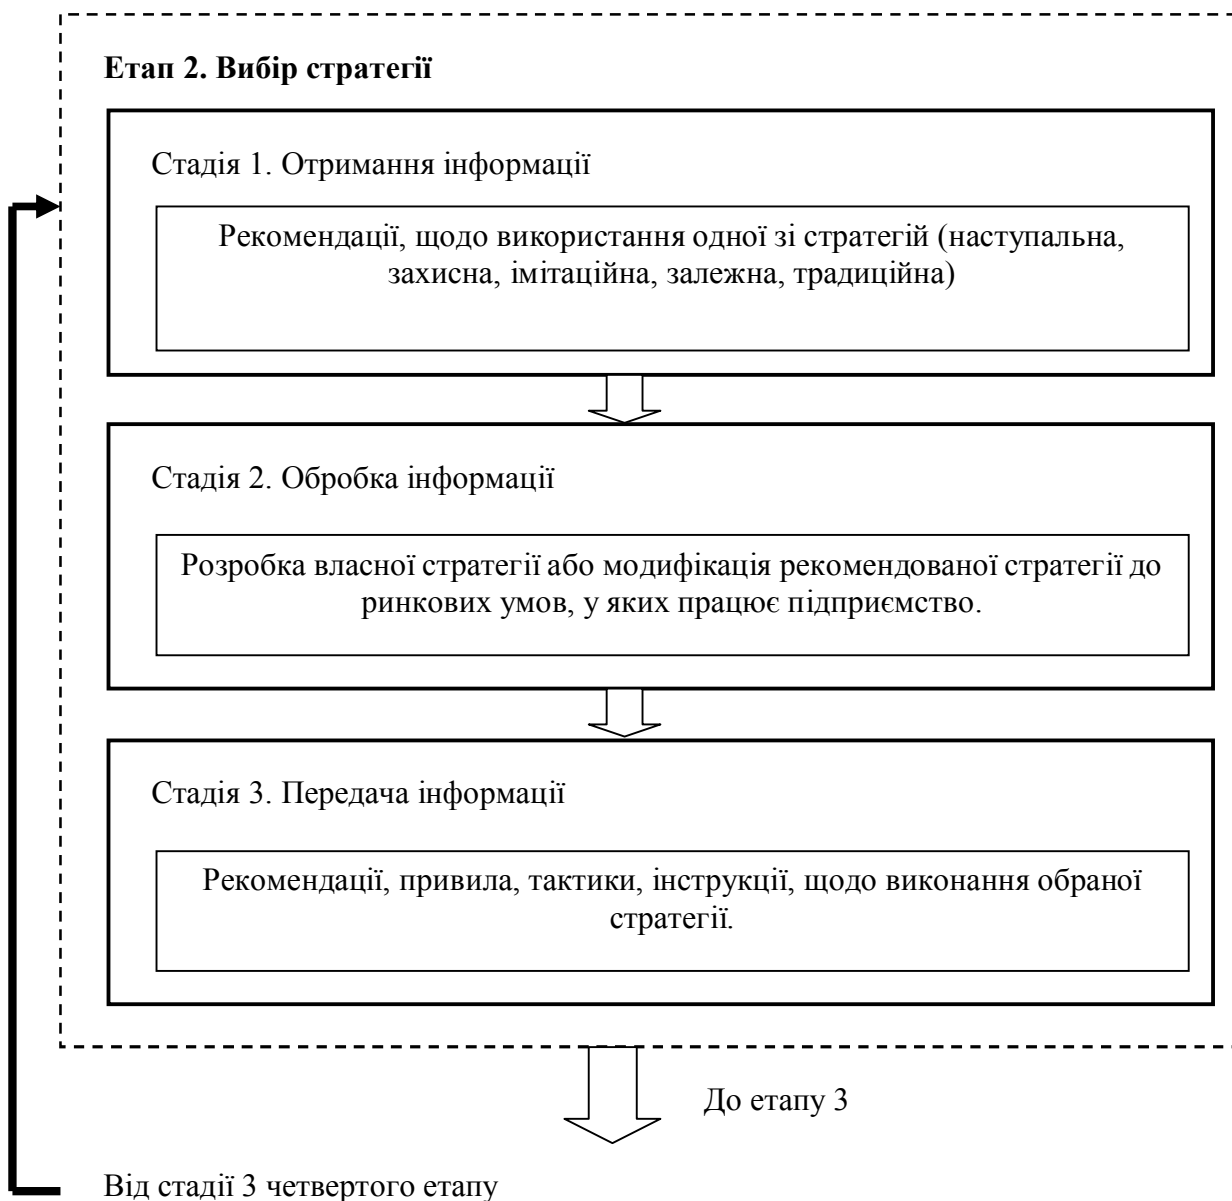 Етап 2. Вибір стратегії
Стадія 1. Отримання інформації
Рекомендації, щодо використання одної зі стратегій (наступальна,
захисна, імітаційна, залежна, традиційна)
Стадія 2. Обробка інформації
Розробка власної стратегії або модифікація рекомендованої стратегії до
ринкових умов, у яких працює підприємство.
Стадія 3. Передача інформації
Рекомендації, привила, тактики, інструкції, щодо виконання обраної
стратегії.
До етапу 3
Від стадії 3 четвертого етапу